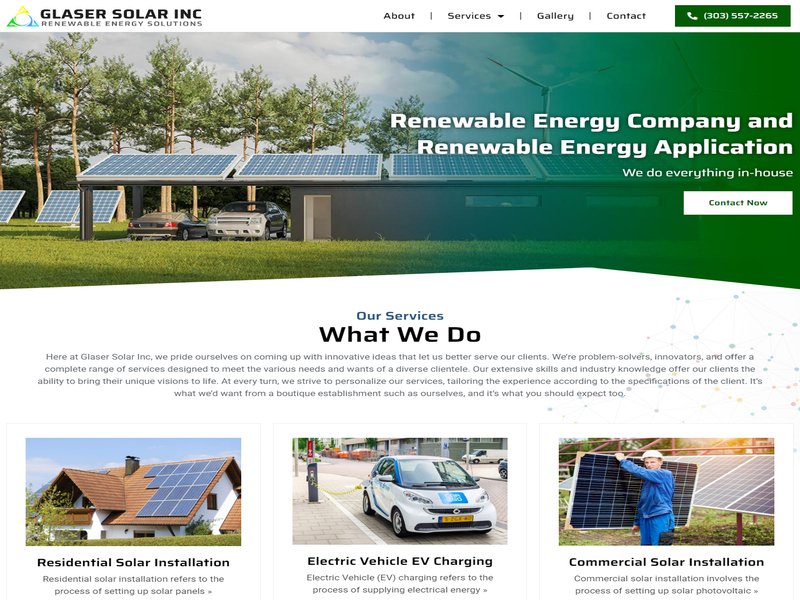 GLASER SOLAR INC
RENEWABLE ENERGY SOLUTIONS
About | Services | Gallery | Contact
(303) 557-2265
Renewable Energy Company and
Renewable Energy Application
We do everything in-house
Contact Now
Our Services
What We Do
Here at Glaser Solar Inc, we pride ourselves on coming up with innovative ideas that let us better serve our clients. We're problem-solvers, innovators, and offer a
complete range of services designed to meet the various needs and wants of a diverse clientele. Our extensive skills and industry knowledge offer our clients the
ability to bring their unique visions to life. At every turn, we strive to personalize our services, tailoring the experience according to the specifications of the client. It's
what we'd want from a boutique establishment such as ourselves, and it's what you should expect too.
Residential Solar Installation
Residential solar installation refers to the
process of setting up solar panels »
Electric Vehicle EV Charging
Electric Vehicle (EV) charging refers to the
process of supplying electrical energy »
Commercial Solar Installation
Commercial solar installation involves the
process of setting up solar photovoltaic »